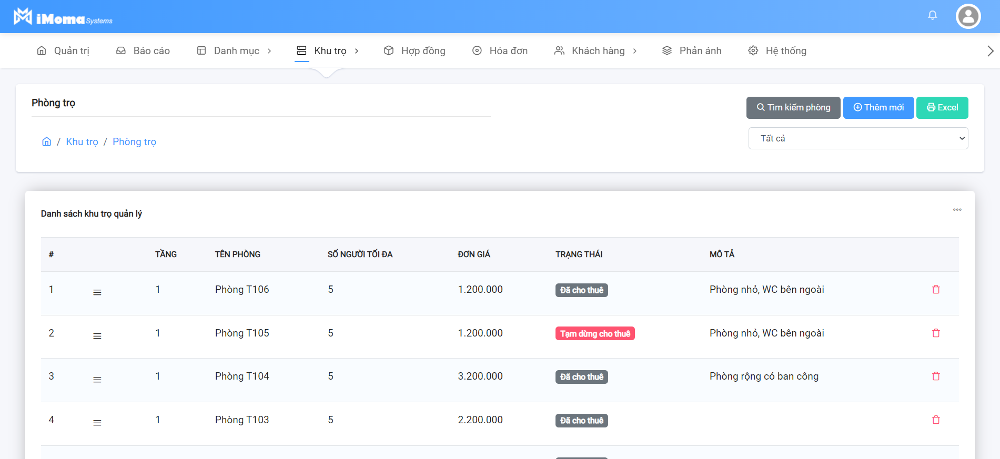 iMoma Systems
Quản trị
Báo cáo
Danh mục
Khu trọ
Hợp đồng
Hóa đơn
Khách hàng
Phản ánh
Hệ thống
Phòng trọ
Tìm kiếm phòng
Thêm mới
Excel
/ Khu trọ / Phòng trọ
Tất cả
Danh sách khu trọ quản lý
# TẦNG TÊN PHÒNG SỐ NGƯỜI TỐI ĐA ĐƠN GIÁ TRẠNG THÁI MÔ TẢ
1 1 Phòng T106 5 1.200.000 Đã cho thuê Phòng nhỏ, WC bên ngoài
2 1 Phòng T105 5 1.200.000 Tạm dừng cho thuê Phòng nhỏ, WC bên ngoài
3 1 Phòng T104 5 3.200.000 Đã cho thuê Phòng rộng có ban công
4 1 Phòng T103 5 2.200.000 Đã cho thuê